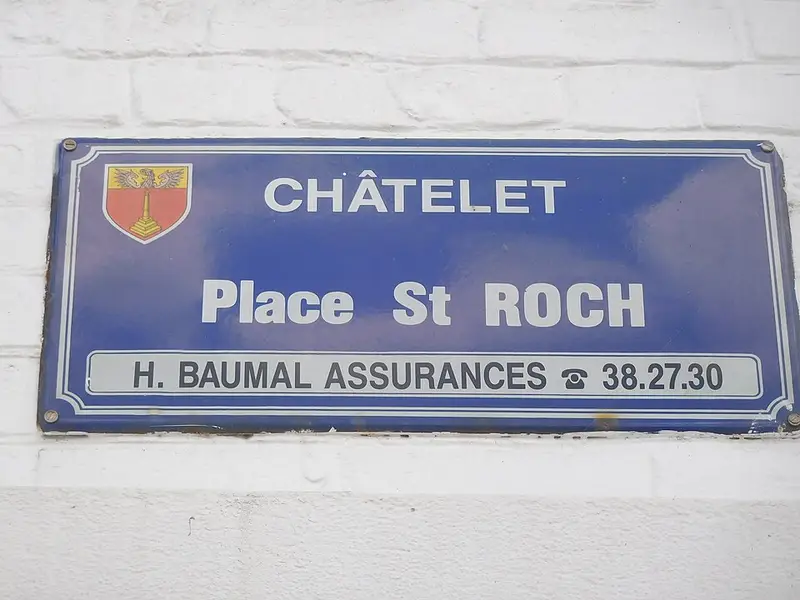 CHÂTELET
Place St ROCH
H. BAUMAL ASSURANCES ☎ 38.27.30